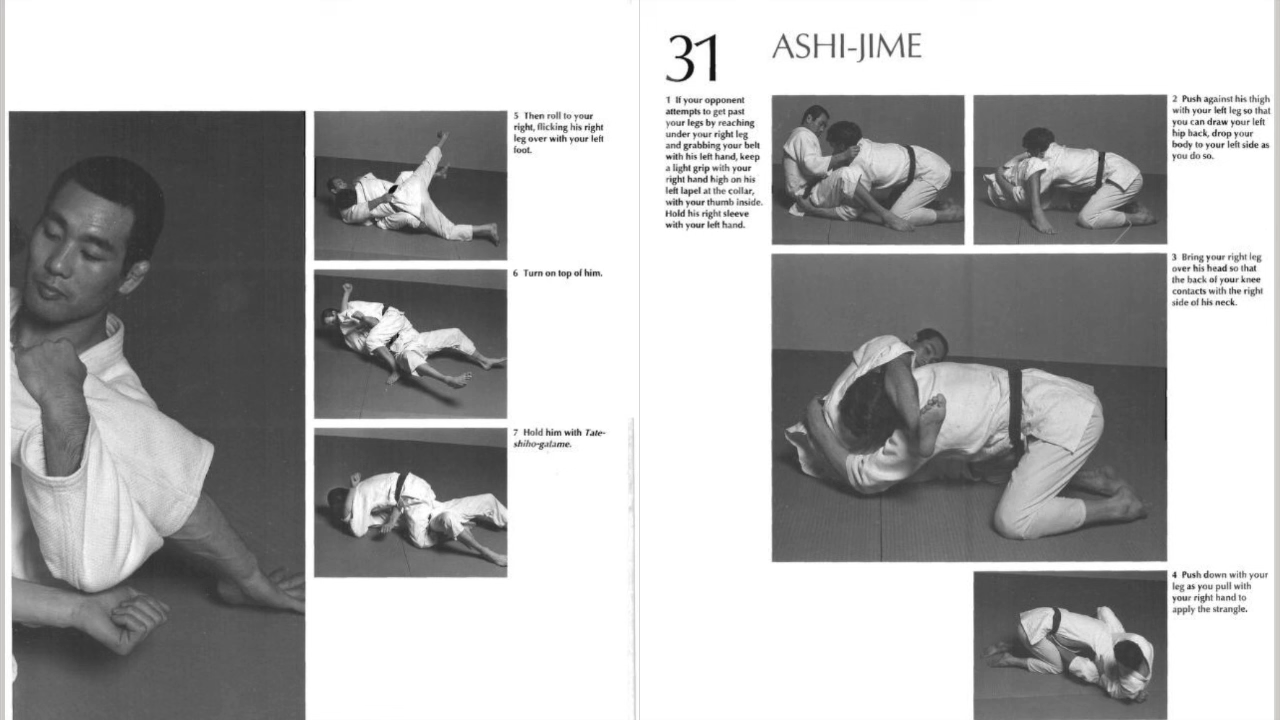 5 Then roll to your
right, flicking his right
leg over with your left
foot.
6 Turn on top of him.
7 Hold him with Tate-
shiho-gatame.
31
ASHI-JIME
1 If your opponent
attempts to get past
your legs by reaching
under your right leg
and grabbing your belt
with his left hand, keep
a light grip with your
right hand high on his
left lapel at the collar,
with your thumb inside.
Hold his right sleeve
with your left hand.
2 Push against his thigh
with your left leg so that
you can draw your left
hip back, drop your
body to your left side as
you do so.
3 Bring your right leg
over his head so that
the back of your knee
contacts with the right
side of his neck.
4 Push down with your
leg as you pull with
your right hand to
apply the strangle.